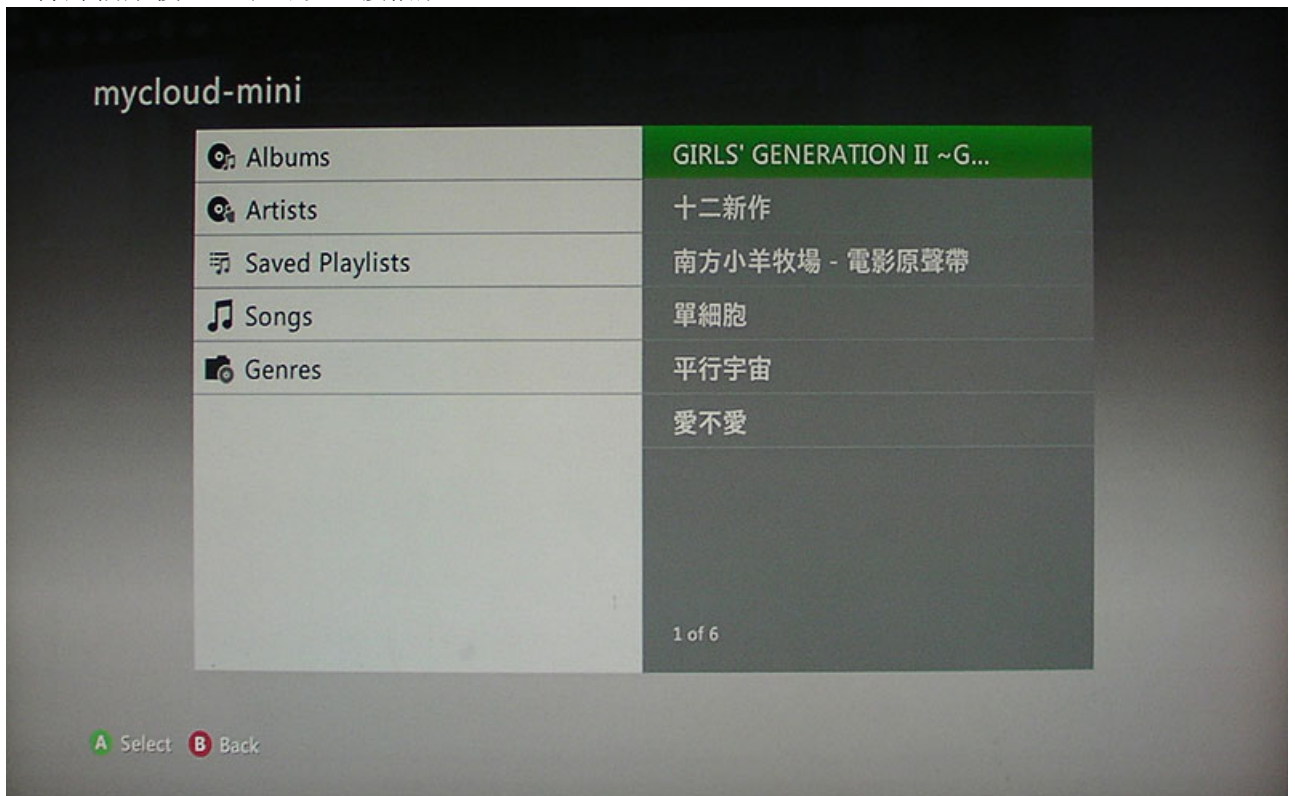 mycloud-mini
Albums
Artists
Saved Playlists
Songs
Genres
GIRLS' GENERATION II ~G...
十二新作
南方小羊牧場 - 電影原聲帶
單細胞
平行宇宙
愛不愛
1 of 6
A Select B Back